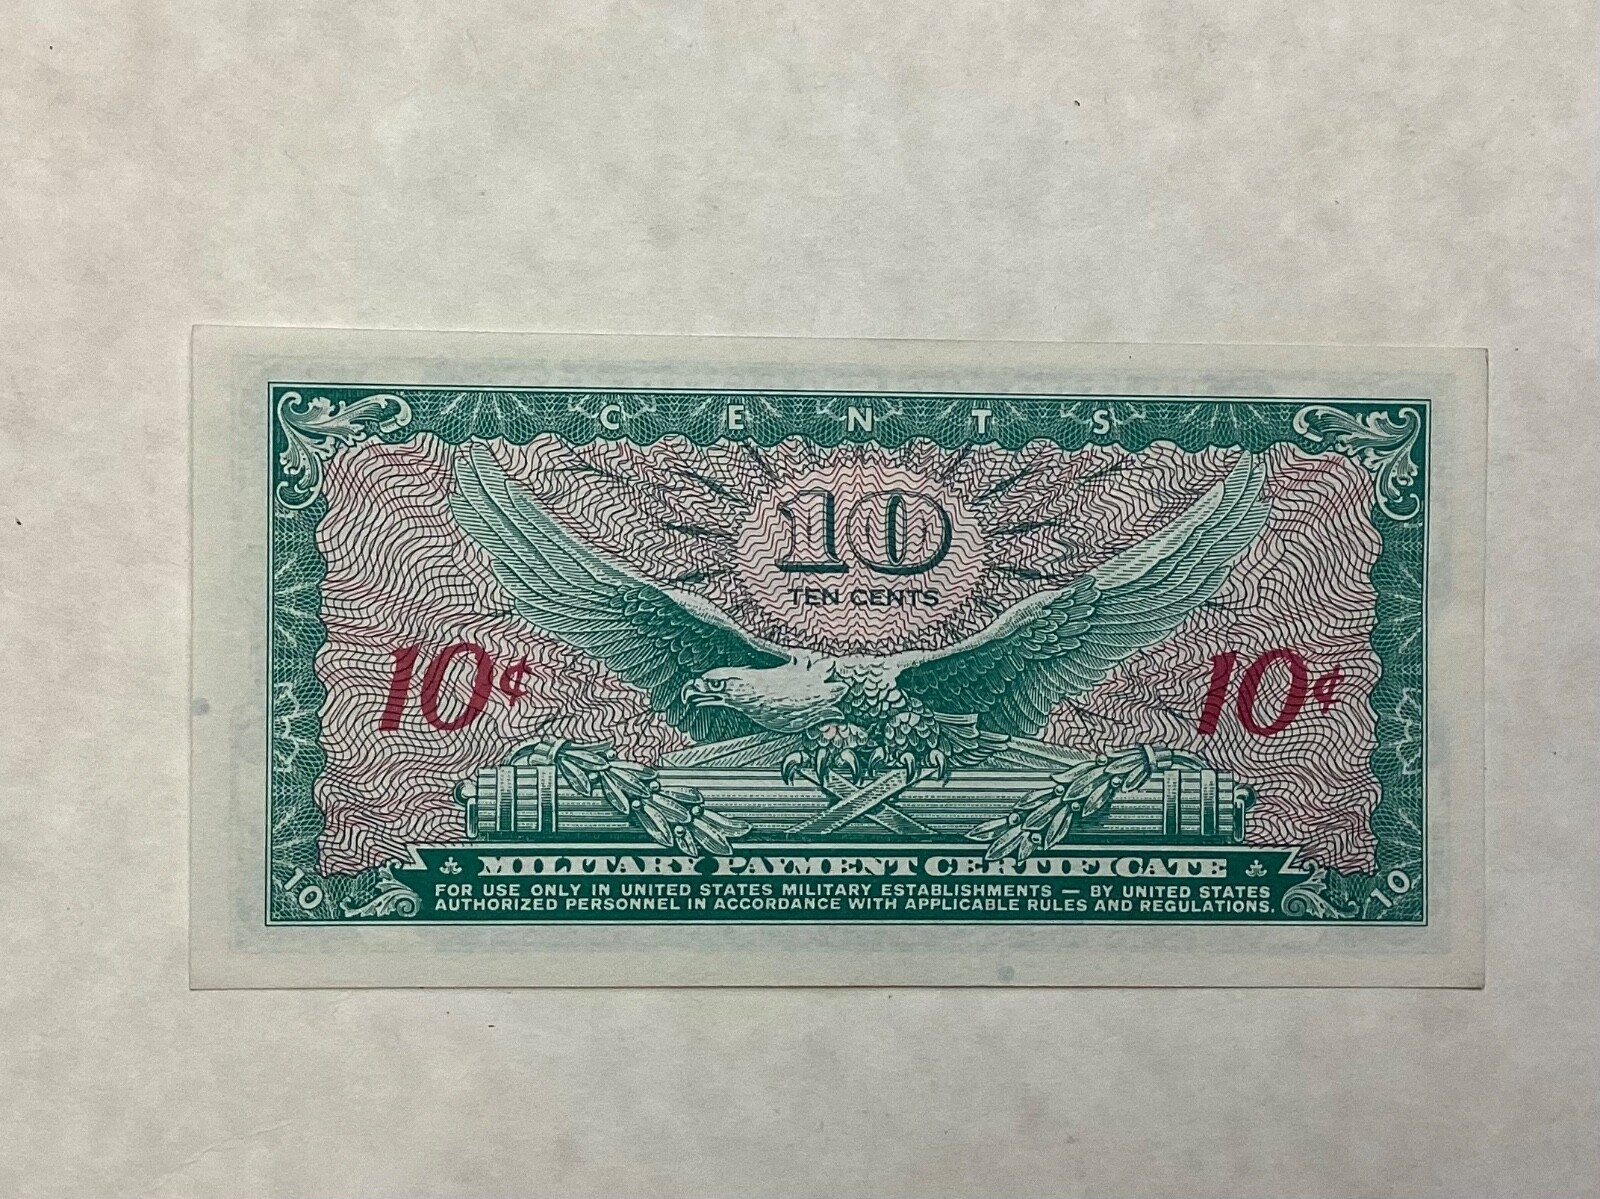 CENTS
10
TEN CENTS
10¢ 10¢
MILITARY PAYMENT CERTIFICATE
10 FOR USE ONLY IN UNITED STATES MILITARY ESTABLISHMENTS — BY UNITED STATES 10
AUTHORIZED PERSONNEL IN ACCORDANCE WITH APPLICABLE RULES AND REGULATIONS.